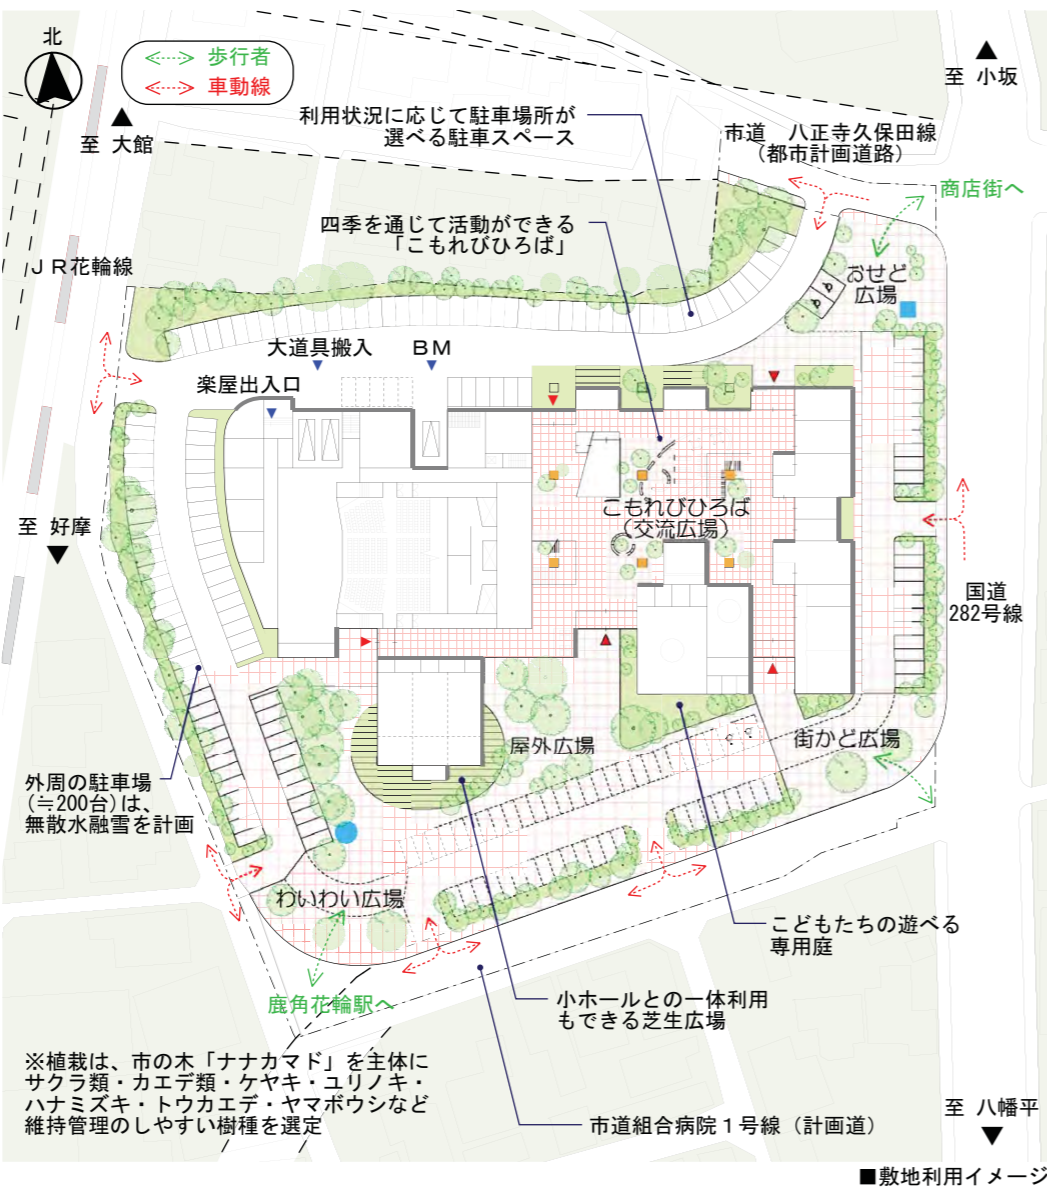 北
歩行者
車動線
至 小坂
至 大館
利用状況に応じて駐車場所が
選べる駐車スペース
市道 八正寺久保田線
（都市計画道路）
商店街へ
四季を通じて活動ができる
「こもれびひろば」
ＪＲ花輪線
おせど
広場
大道具搬入
ＢＭ
楽屋出入口
こもれびひろば
（交流広場）
至 好摩
国道
282号線
屋外広場
街かど広場
外周の駐車場
（≒200台）は、
無散水融雪を計画
わいわい広場
こどもたちの遊べる
専用庭
鹿角花輪駅へ
小ホールとの一体利用
もできる芝生広場
※植栽は、市の木「ナナカマド」を主体に
サクラ類・カエデ類・ケヤキ・ユリノキ・
ハナミズキ・トウカエデ・ヤマボウシなど
維持管理のしやすい樹種を選定
市道組合病院１号線（計画道）
至 八幡平
■敷地利用イメージ